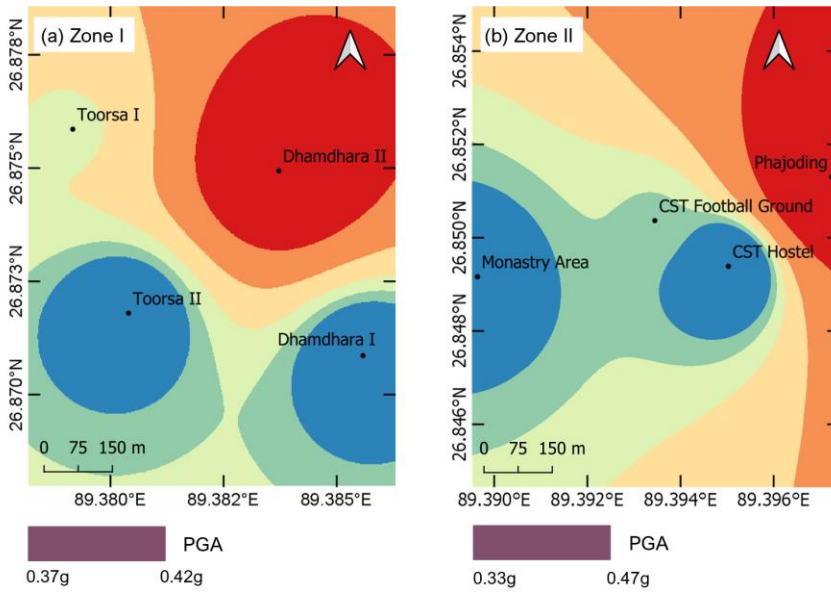 (a) Zone I
26.878°N
26.875°N
26.873°N
26.870°N
Toorsa I
Dhamdhara II
Toorsa II
Dhamdhara I
0 75 150 m
89.380°E
89.382°E
89.385°E
PGA
0.37g
0.42g
(b) Zone II
26.854°N
26.852°N
26.850°N
26.848°N
26.846°N
Phajoding
CST Football Ground
CST Hostel
Monastry Area
0 75 150 m
89.390°E
89.392°E
89.394°E
89.396°E
PGA
0.33g
0.47g